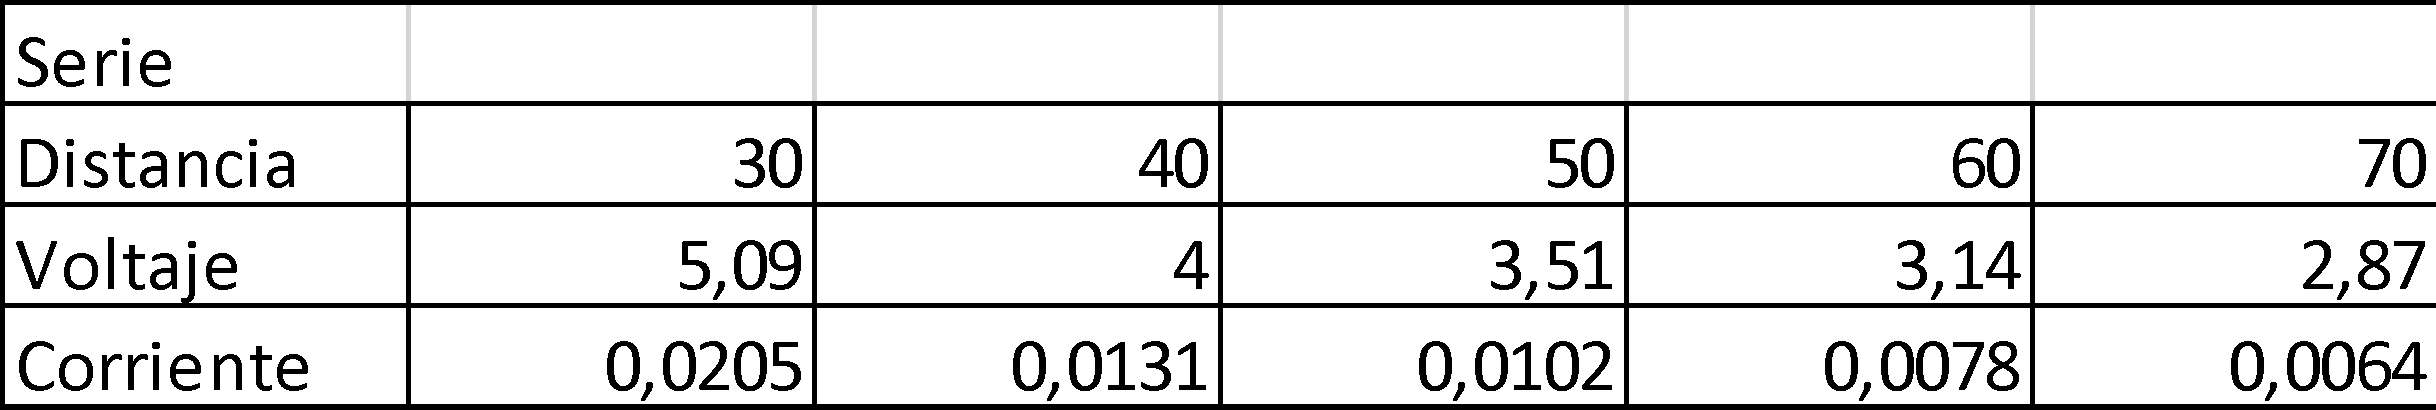 Serie
Distancia 30 40 50 60 70
Voltaje 5,09 4 3,51 3,14 2,87
Corriente 0,0205 0,0131 0,0102 0,0078 0,0064